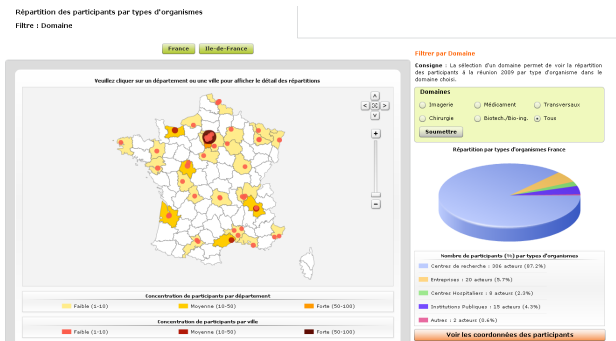 Répartition des participants par types d'organismes
Filtre : Domaine
France
Ile-de-France
Veuillez cliquer sur un département ou une ville pour afficher le détail des répartitions
Concentration de participants par département
Faible (1-10)
Moyenne (10-50)
Forte (50-100)
Concentration de participants par ville
Faible (1-10)
Moyenne (10-50)
Forte (50-100)
Filtrer par Domaine
Consigne : La sélection d'un domaine permet de voir la répartition
des participants à la réunion 2009 par type d'organisme dans le
domaine choisi.
Domaines
Imagerie
Médicament
Transversaux
Chirurgie
Biotech./Bio-ing.
Tous
Soumettre
Répartition par types d'organismes France
Nombre de participants (%) par types d'organismes
Centres de recherche : 306 acteurs (87.2%)
Entreprises : 20 acteurs (5.7%)
Centres Hospitaliers : 8 acteurs (2.3%)
Institutions Publiques : 15 acteurs (4.3%)
Autres : 2 acteurs (0.6%)
Voir les coordonnées des participants